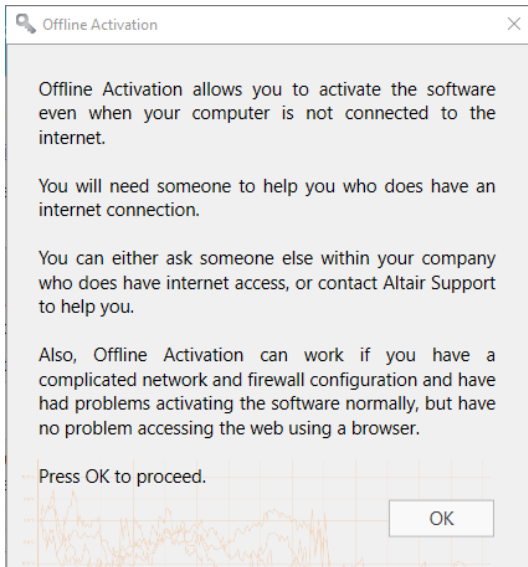 Offline Activation
Offline Activation allows you to activate the software
even when your computer is not connected to the
internet.
You will need someone to help you who does have an
internet connection.
You can either ask someone else within your company
who does have internet access, or contact Altair Support
to help you.
Also, Offline Activation can work if you have a
complicated network and firewall configuration and have
had problems activating the software normally, but have
no problem accessing the web using a browser.
Press OK to proceed.
OK